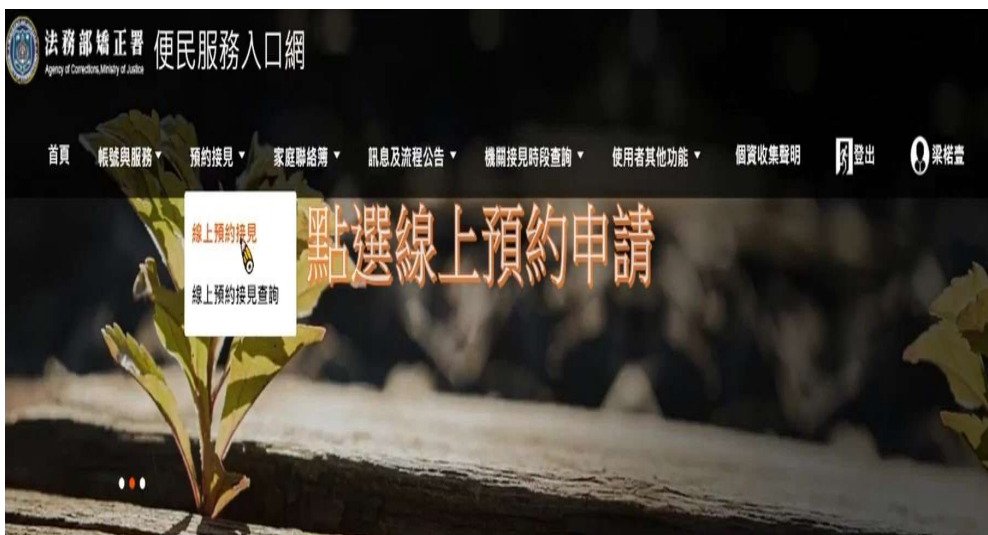 法務部矯正署 便民服務入口網
Agency of Corrections,Ministry of Justice
首頁 帳號與服務 預約接見 家庭聯絡簿 訊息及流程公告 機關接見時段查詢 使用者其他功能 個資收集聲明 登出 梁楉壹
線上預約接見
點選線上預約申請
線上預約接見查詢